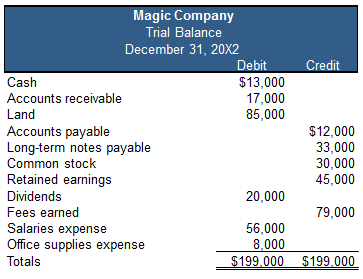 Magic Company
Trial Balance
December 31, 20X2
Debit Credit
Cash $13,000
Accounts receivable 17,000
Land 85,000
Accounts payable $12,000
Long-term notes payable 33,000
Common stock 30,000
Retained earnings 45,000
Dividends 20,000
Fees earned 79,000
Salaries expense 56,000
Office supplies expense 8,000
Totals $199,000 $199,000